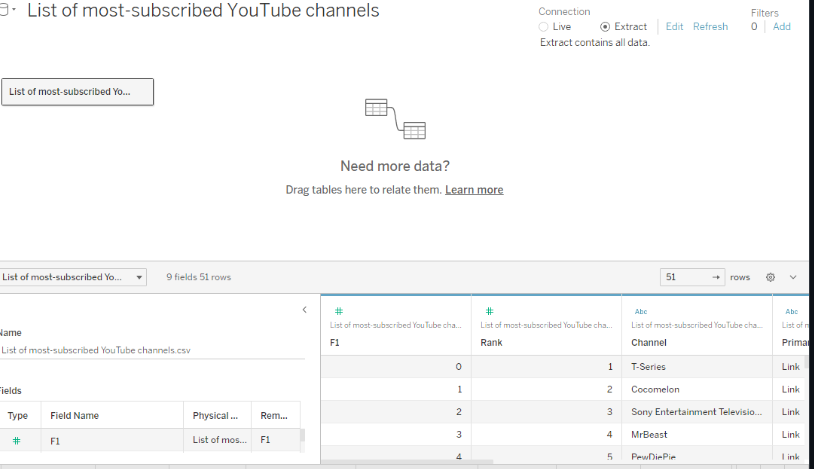 List of most-subscribed YouTube channels
Connection
Live Extract Edit Refresh
Extract contains all data.
Filters
0 Add
List of most-subscribed Yo...
Need more data?
Drag tables here to relate them. Learn more
List of most-subscribed Yo...
9 fields 51 rows
51 → rows
Name
List of most-subscribed YouTube channels.csv
Fields
Type Field Name Physical ... Rem...
# F1 List of mos... F1
# # Abc Abc
List of most-subscribed YouTube cha... List of most-subscribed YouTube cha... List of most-subscribed YouTube cha... List of m
F1 Rank Channel Primar
0 1 T-Series Link
1 2 Cocomelon Link
2 3 Sony Entertainment Televisio... Link
3 4 MrBeast Link
4 5 PewDiePie Link